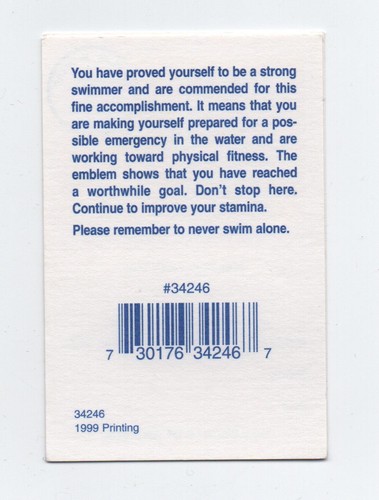 You have proved yourself to be a strong
swimmer and are commended for this
fine accomplishment. It means that you
are making yourself prepared for a pos-
sible emergency in the water and are
working toward physical fitness. The
emblem shows that you have reached
a worthwhile goal. Don't stop here.
Continue to improve your stamina.
Please remember to never swim alone.
#34246
7 30176 34246 7
34246
1999 Printing